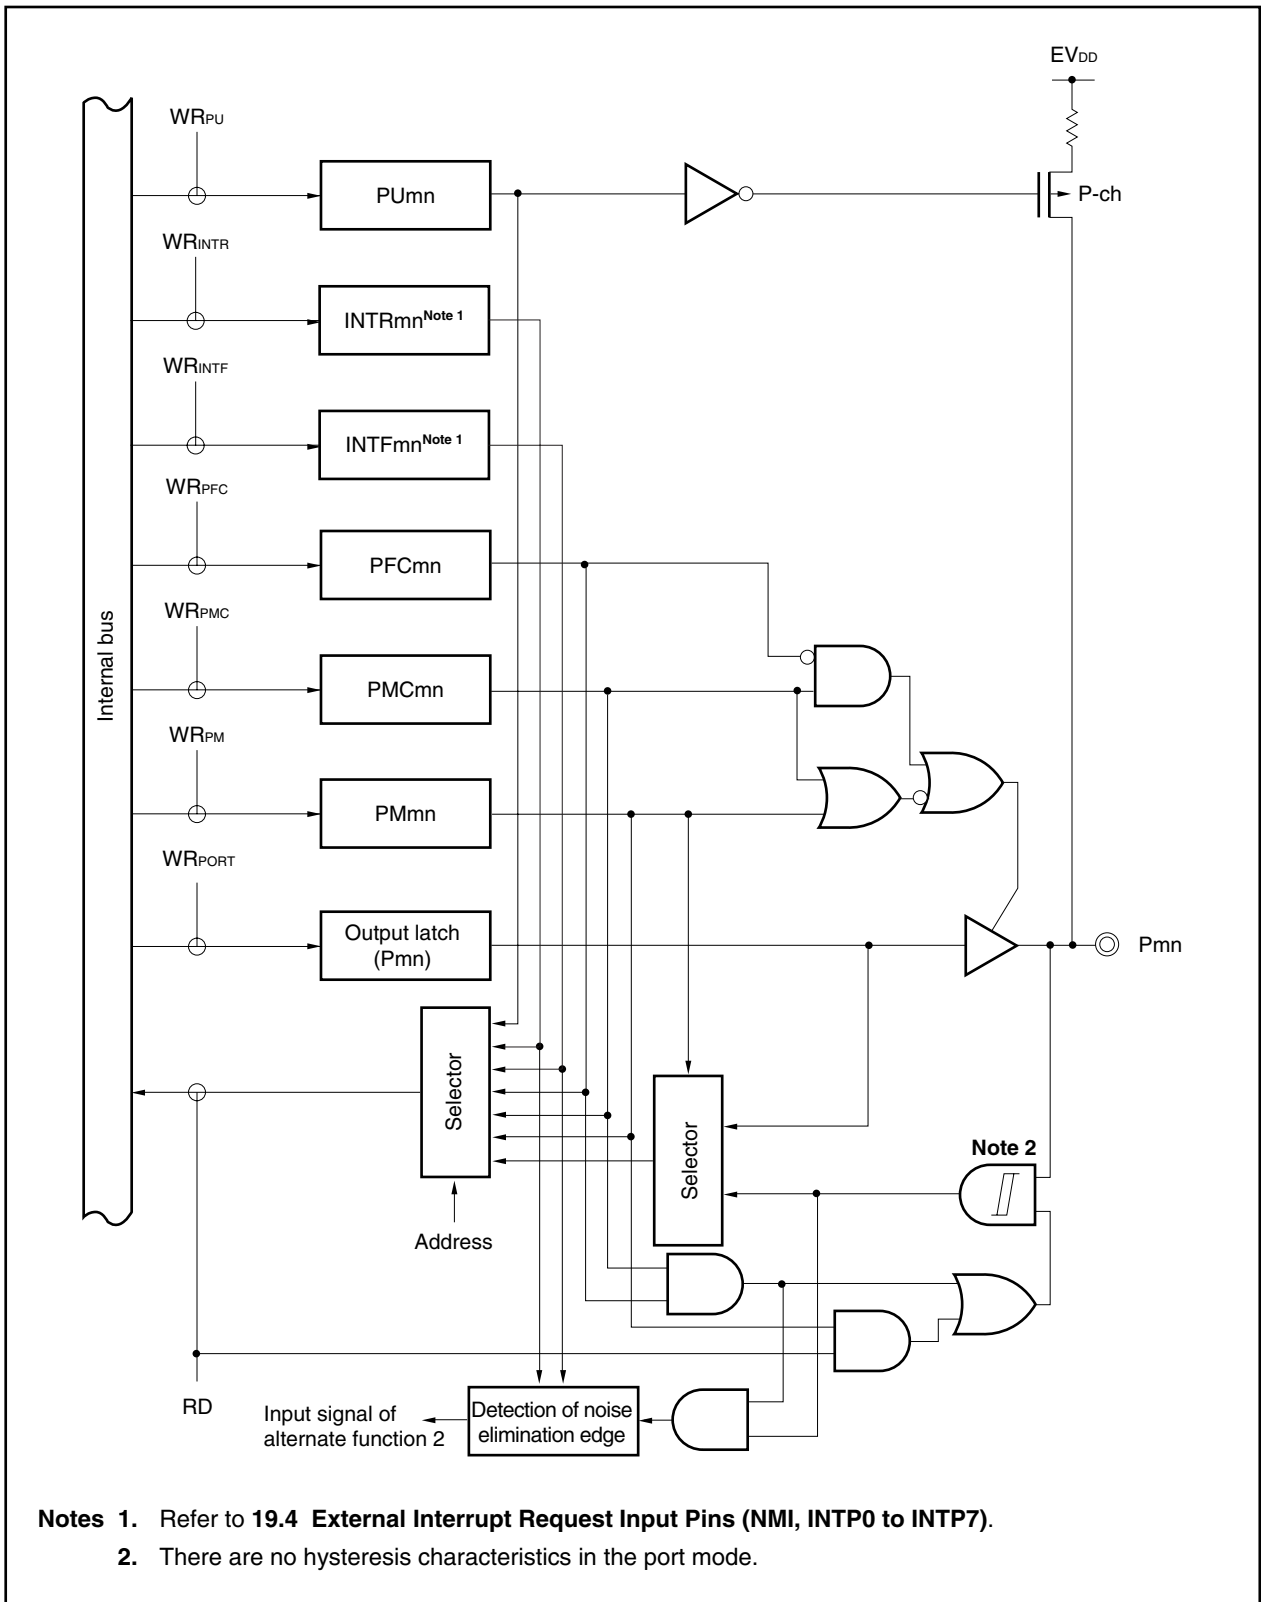 EVDD
WRPU
PUmn
P-ch
WRINTR
INTRmnNote 1
WRINTF
INTFmnNote 1
WRPFC
PFCmn
Internal bus
WRPMC
PMCmn
WRPM
PMmn
WRPORT
Output latch
(Pmn)
Pmn
Selector
Selector
Note 2
Address
RD
Input signal of
alternate function 2
Detection of noise
elimination edge
Notes 1. Refer to 19.4 External Interrupt Request Input Pins (NMI, INTP0 to INTP7).
2. There are no hysteresis characteristics in the port mode.